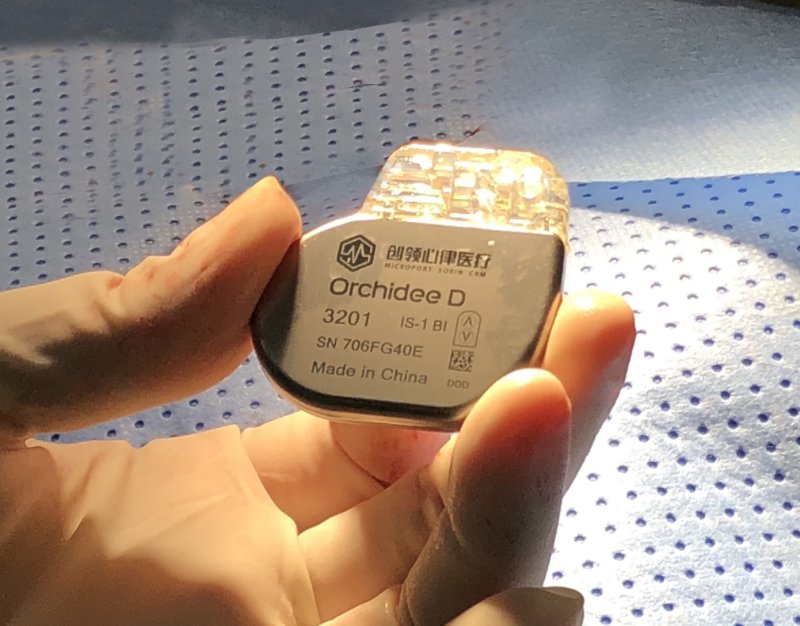 创领心律医疗
MICROPORT SORIN CRM
Orchidee D
3201 IS-1 BI A V
SN 706FG40E
Made in China DDD